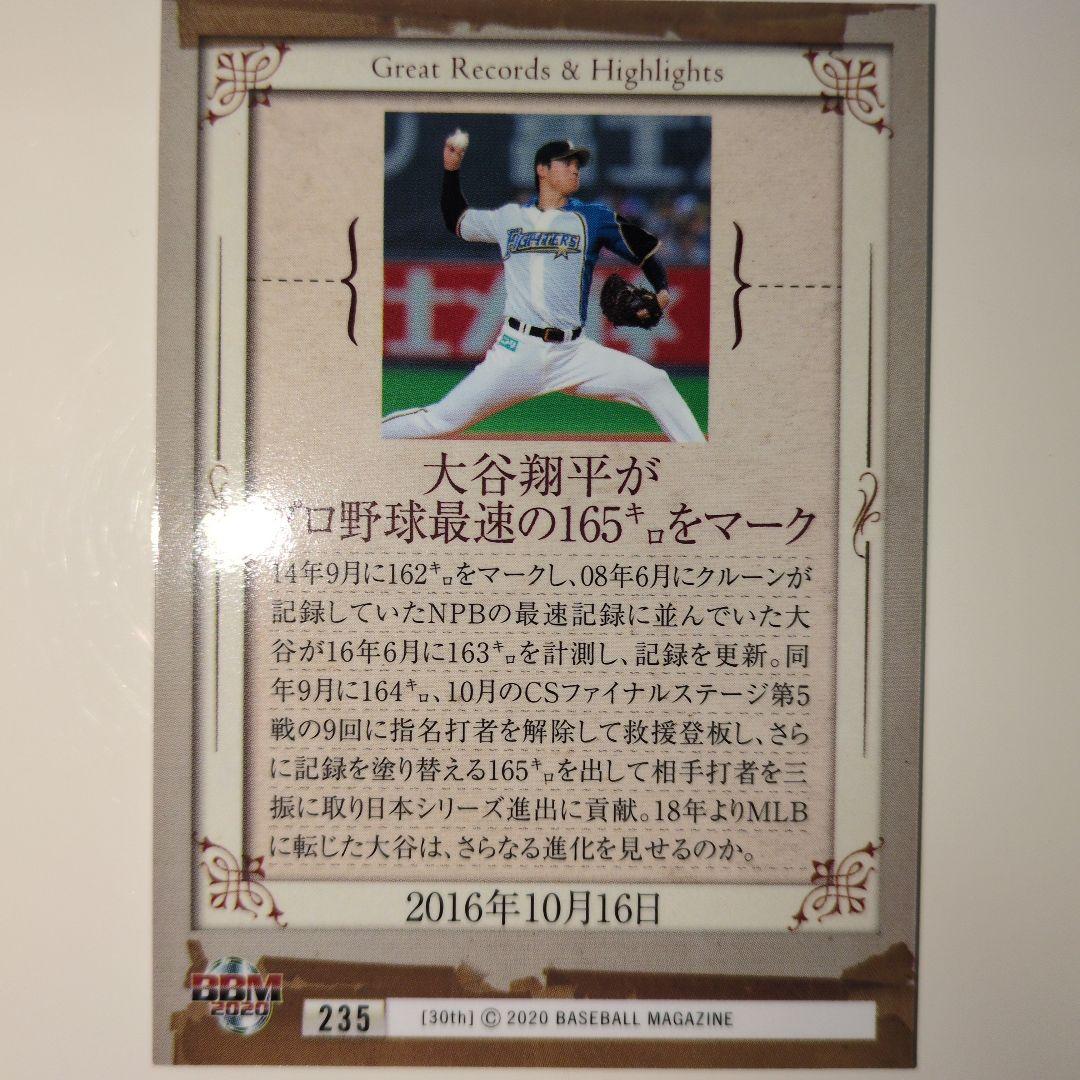 Great Records & Highlights
FIGHTERS
大谷翔平が
プロ野球最速の165㌔をマーク
14年9月に162㌔をマークし、08年6月にクルーンが
記録していたNPBの最速記録に並んでいた大
谷が16年6月に163㌔を計測し、記録を更新。同
年9月に164㌔、10月のCSファイナルステージ第5
戦の9回に指名打者を解除して救援登板し、さら
に記録を塗り替える165㌔を出して相手打者を三
振に取り日本シリーズ進出に貢献。18年よりMLB
に転じた大谷は、さらなる進化を見せるのか。
2016年10月16日
BBM
2020
235
[30th] © 2020 BASEBALL MAGAZINE